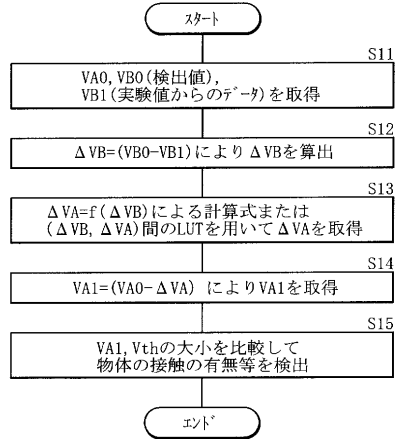 スタート
S11
VA0, VB0(検出値),
VB1(実験値からのデータ)を取得
S12
ΔVB=(VB0-VB1)によりΔVBを算出
S13
ΔVA=f(ΔVB)による計算式または
(ΔVB, ΔVA)間のLUTを用いてΔVAを取得
S14
VA1=(VA0-ΔVA) によりVA1を取得
S15
VA1, Vthの大小を比較して
物体の接触の有無等を検出
エンド